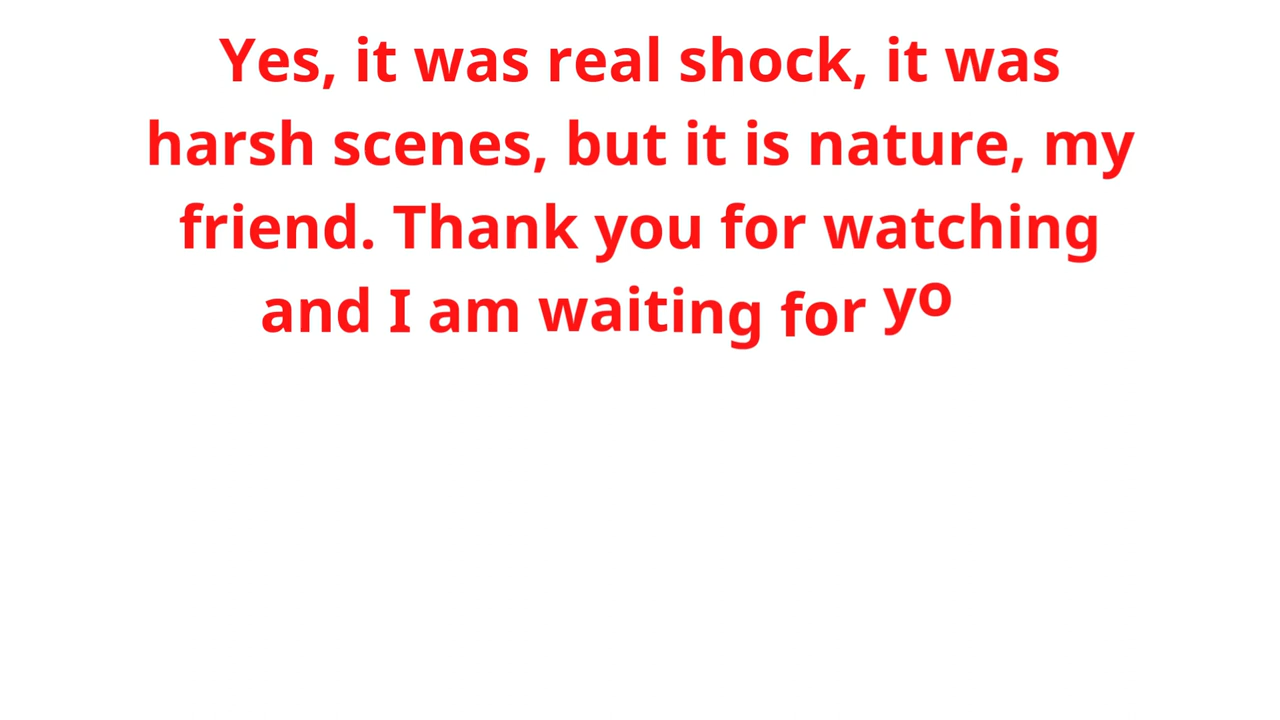 Yes, it was real shock, it was
harsh scenes, but it is nature, my
friend. Thank you for watching
and I am waiting for yo